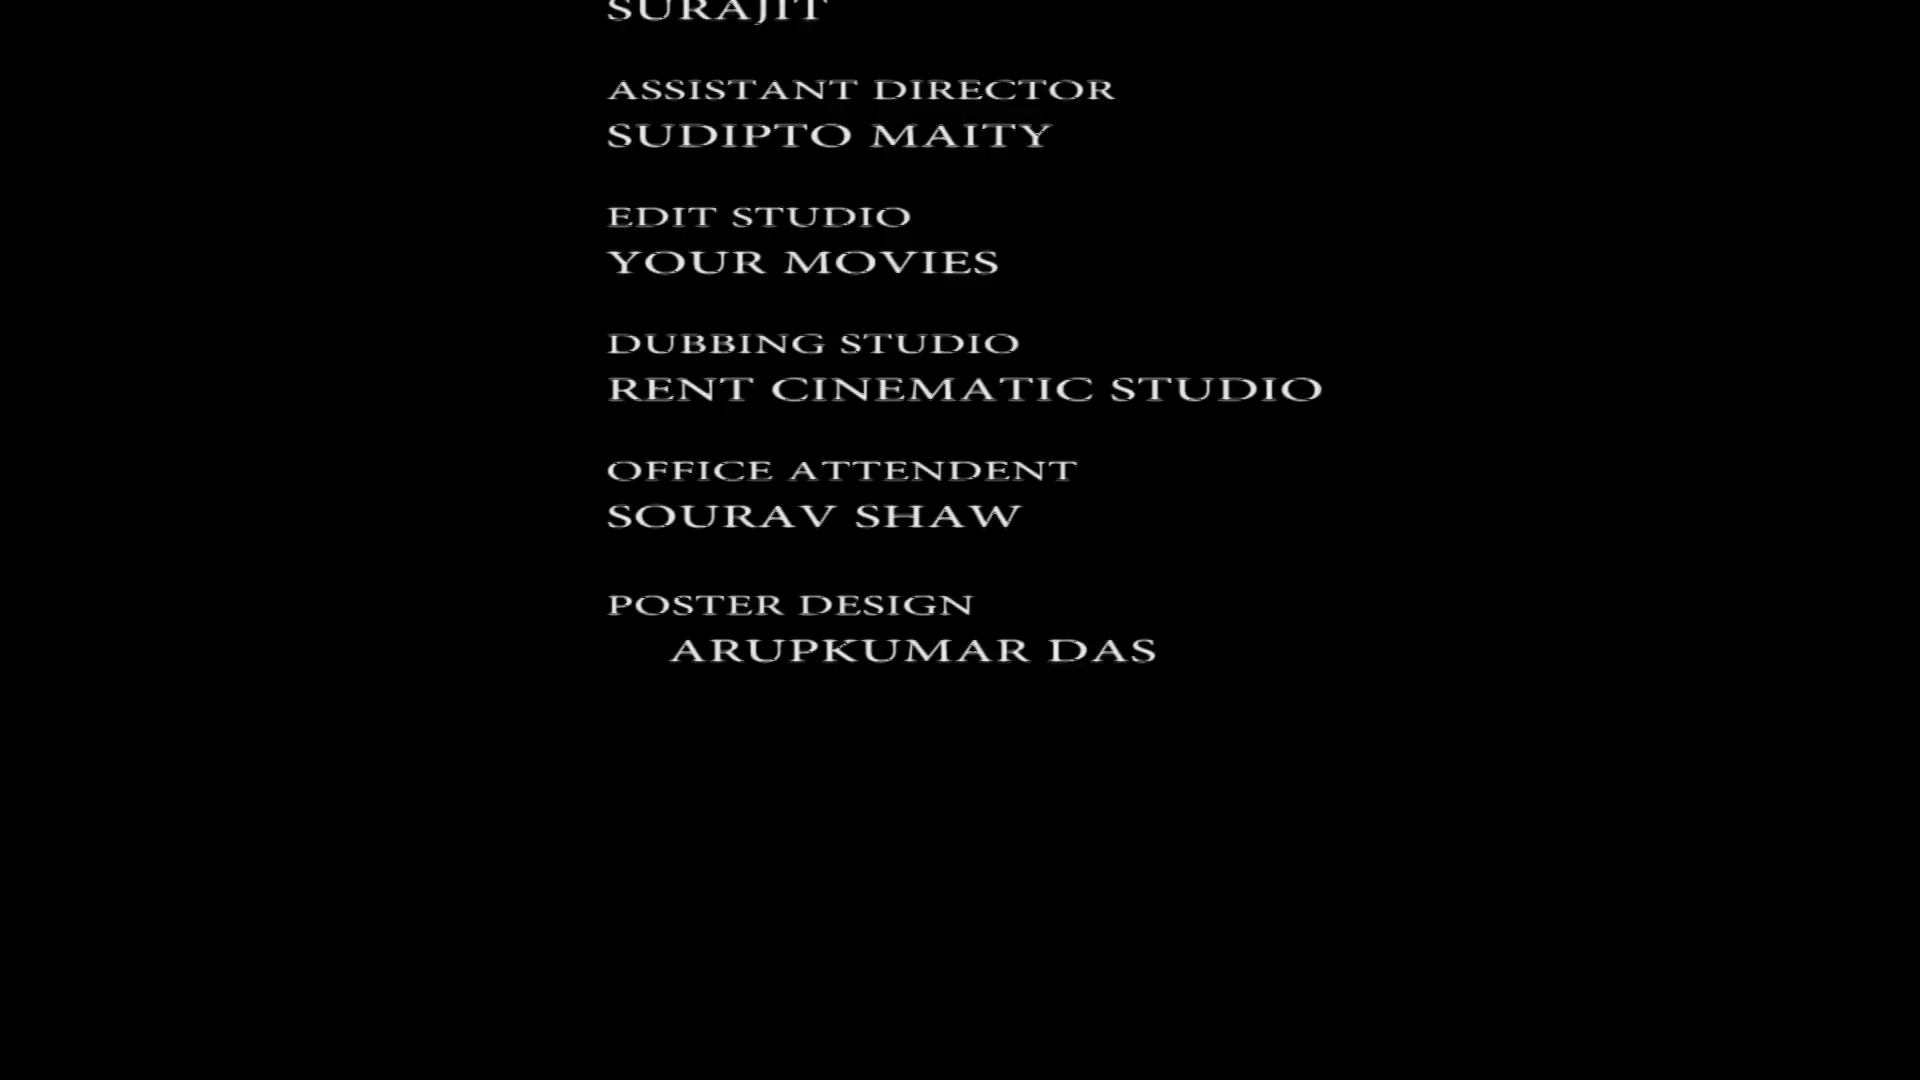 SURAJIT
ASSISTANT DIRECTOR
SUDIPTO MAITY
EDIT STUDIO
YOUR MOVIES
DUBBING STUDIO
RENT CINEMATIC STUDIO
OFFICE ATTENDENT
SOURAV SHAW
POSTER DESIGN
ARUPKUMAR DAS